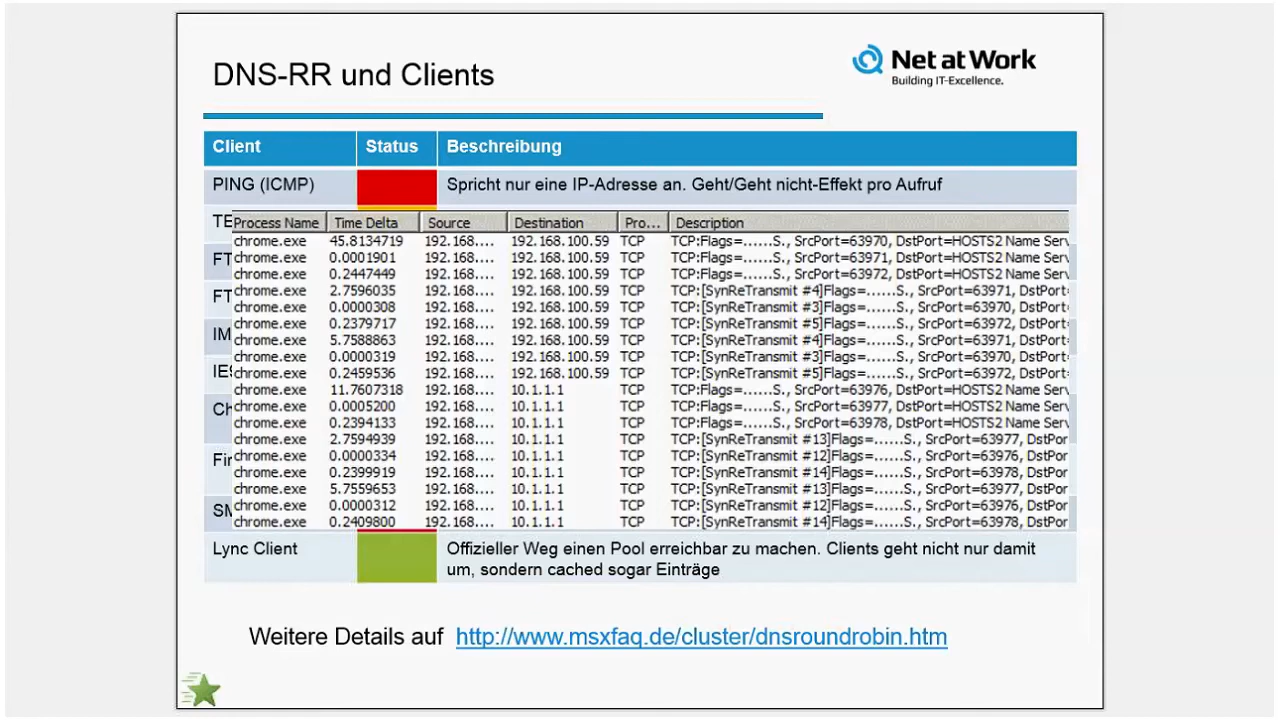 DNS-RR und Clients
Net at Work
Building IT-Excellence.
Client Status Beschreibung
PING (ICMP) Spricht nur eine IP-Adresse an. Geht/Geht nicht-Effekt pro Aufruf
TE
FT
FT
IM
IES
Ch
Fir
SM
Process Name Time Delta Source Destination Pro... Description
chrome.exe 45.8134719 192.168.... 192.168.100.59 TCP TCP:Flags=......S., SrcPort=63970, DstPort=HOSTS2 Name Serv
chrome.exe 0.0001901 192.168.... 192.168.100.59 TCP TCP:Flags=......S., SrcPort=63971, DstPort=HOSTS2 Name Serv
chrome.exe 0.2447449 192.168.... 192.168.100.59 TCP TCP:Flags=......S., SrcPort=63972, DstPort=HOSTS2 Name Serv
chrome.exe 2.7596035 192.168.... 192.168.100.59 TCP TCP:[SynReTransmit #4]Flags=......S., SrcPort=63971, DstPort=
chrome.exe 0.0000308 192.168.... 192.168.100.59 TCP TCP:[SynReTransmit #3]Flags=......S., SrcPort=63970, DstPort=
chrome.exe 0.2379717 192.168.... 192.168.100.59 TCP TCP:[SynReTransmit #5]Flags=......S., SrcPort=63972, DstPort=
chrome.exe 5.7588863 192.168.... 192.168.100.59 TCP TCP:[SynReTransmit #4]Flags=......S., SrcPort=63971, DstPort=
chrome.exe 0.0000319 192.168.... 192.168.100.59 TCP TCP:[SynReTransmit #3]Flags=......S., SrcPort=63970, DstPort=
chrome.exe 0.2459536 192.168.... 192.168.100.59 TCP TCP:[SynReTransmit #5]Flags=......S., SrcPort=63972, DstPort=
chrome.exe 11.7607318 192.168.... 10.1.1.1 TCP TCP:Flags=......S., SrcPort=63976, DstPort=HOSTS2 Name Serv
chrome.exe 0.0005200 192.168.... 10.1.1.1 TCP TCP:Flags=......S., SrcPort=63977, DstPort=HOSTS2 Name Serv
chrome.exe 0.2394133 192.168.... 10.1.1.1 TCP TCP:Flags=......S., SrcPort=63978, DstPort=HOSTS2 Name Serv
chrome.exe 2.7594939 192.168.... 10.1.1.1 TCP TCP:[SynReTransmit #13]Flags=......S., SrcPort=63977, DstPor
chrome.exe 0.0000334 192.168.... 10.1.1.1 TCP TCP:[SynReTransmit #12]Flags=......S., SrcPort=63976, DstPor
chrome.exe 0.2399919 192.168.... 10.1.1.1 TCP TCP:[SynReTransmit #14]Flags=......S., SrcPort=63978, DstPor
chrome.exe 5.7559653 192.168.... 10.1.1.1 TCP TCP:[SynReTransmit #13]Flags=......S., SrcPort=63977, DstPor
chrome.exe 0.0000312 192.168.... 10.1.1.1 TCP TCP:[SynReTransmit #12]Flags=......S., SrcPort=63976, DstPor
chrome.exe 0.2409800 192.168.... 10.1.1.1 TCP TCP:[SynReTransmit #14]Flags=......S., SrcPort=63978, DstPor
Lync Client Offizieller Weg einen Pool erreichbar zu machen. Clients geht nicht nur damit
um, sondern cached sogar Einträge
Weitere Details auf http://www.msxfaq.de/cluster/dnsroundrobin.htm